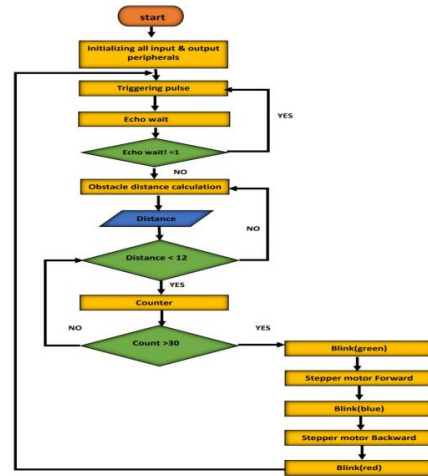 start
Initializing all input & output
peripherals
Triggering pulse
YES
Echo wait
Echo wait! =1
NO
Obstacle distance calculation
NO
Distance
Distance < 12
YES
Counter
NO
YES
Count >30
Blink(green)
Stepper motor Forward
Blink(blue)
Stepper motor Backward
Blink(red)